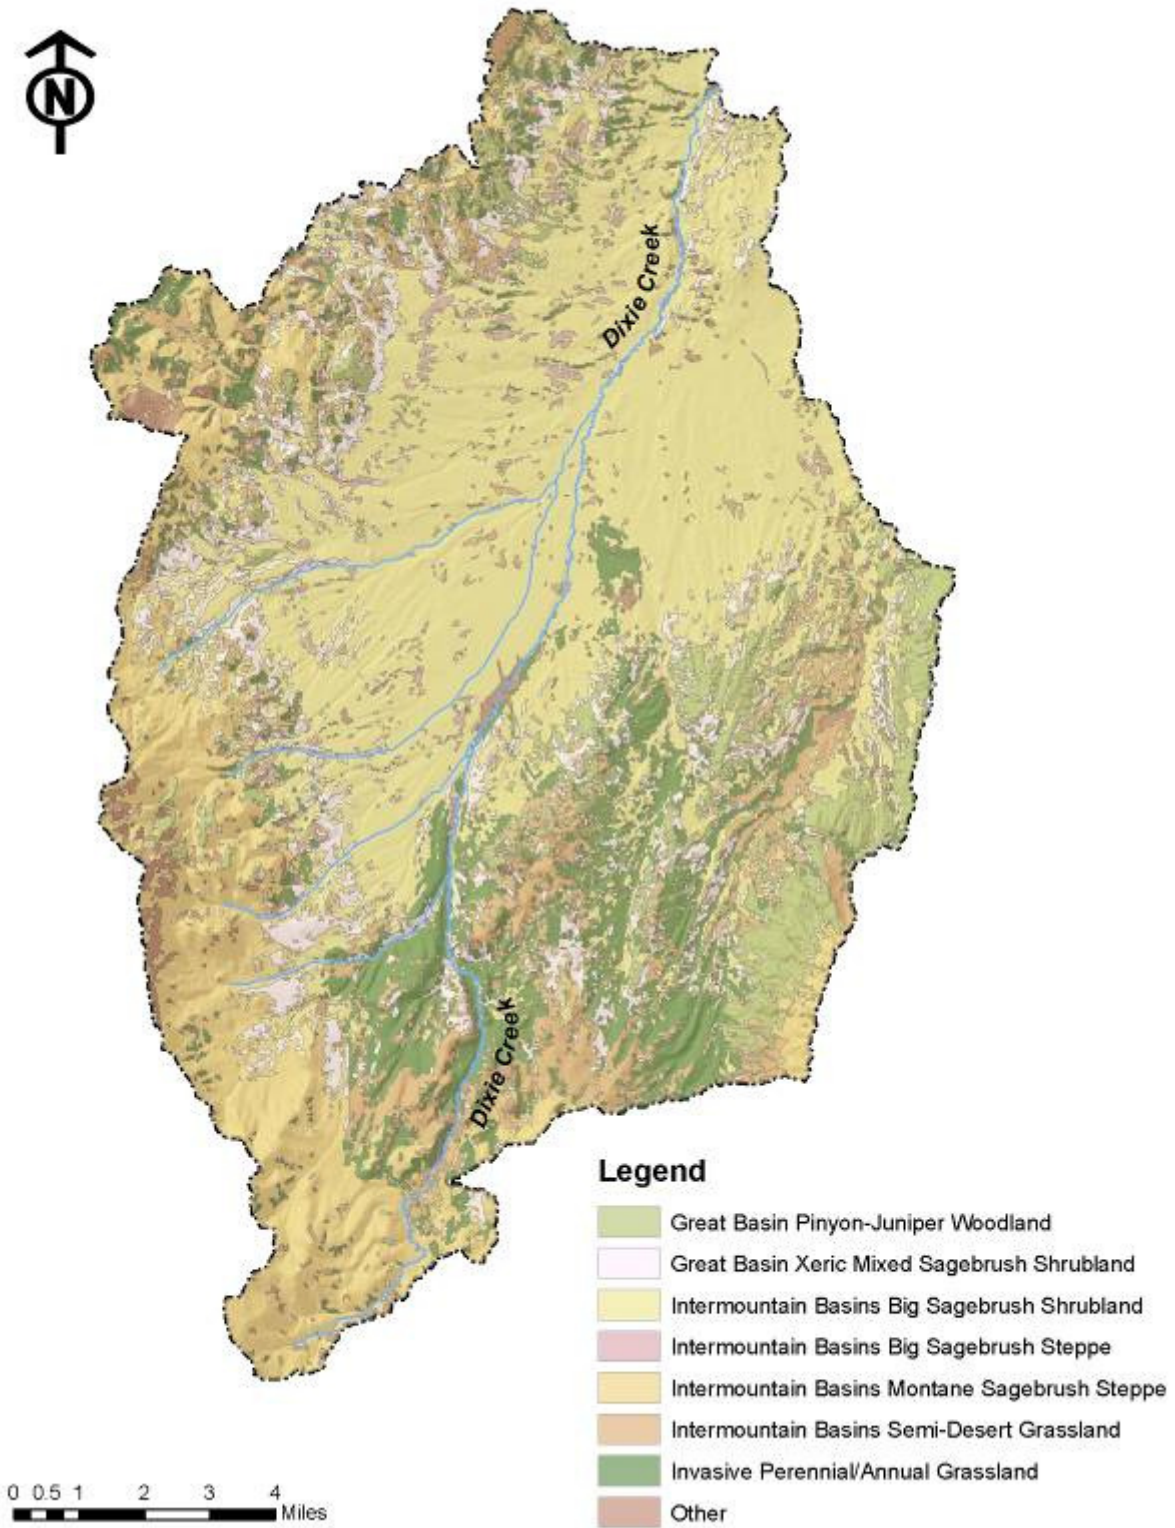 N
Dixie Creek
Dixie Creek
Legend
Great Basin Pinyon-Juniper Woodland
Great Basin Xeric Mixed Sagebrush Shrubland
Intermountain Basins Big Sagebrush Shrubland
Intermountain Basins Big Sagebrush Steppe
Intermountain Basins Montane Sagebrush Steppe
Intermountain Basins Semi-Desert Grassland
Invasive Perennial/Annual Grassland
Other
0 0.5 1 2 3 4
Miles